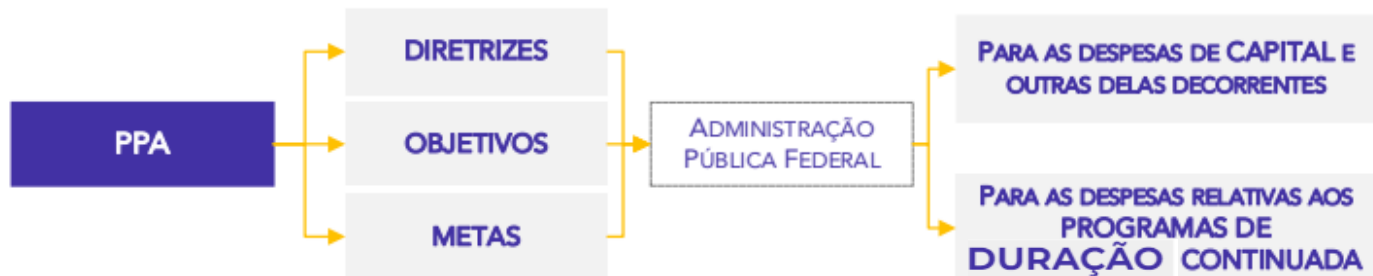 PPA
DIRETRIZES
OBJETIVOS
METAS
ADMINISTRAÇÃO
PÚBLICA FEDERAL
PARA AS DESPESAS DE CAPITAL E
OUTRAS DELAS DECORRENTES
PARA AS DESPESAS RELATIVAS AOS
PROGRAMAS DE
DURAÇÃO CONTINUADA